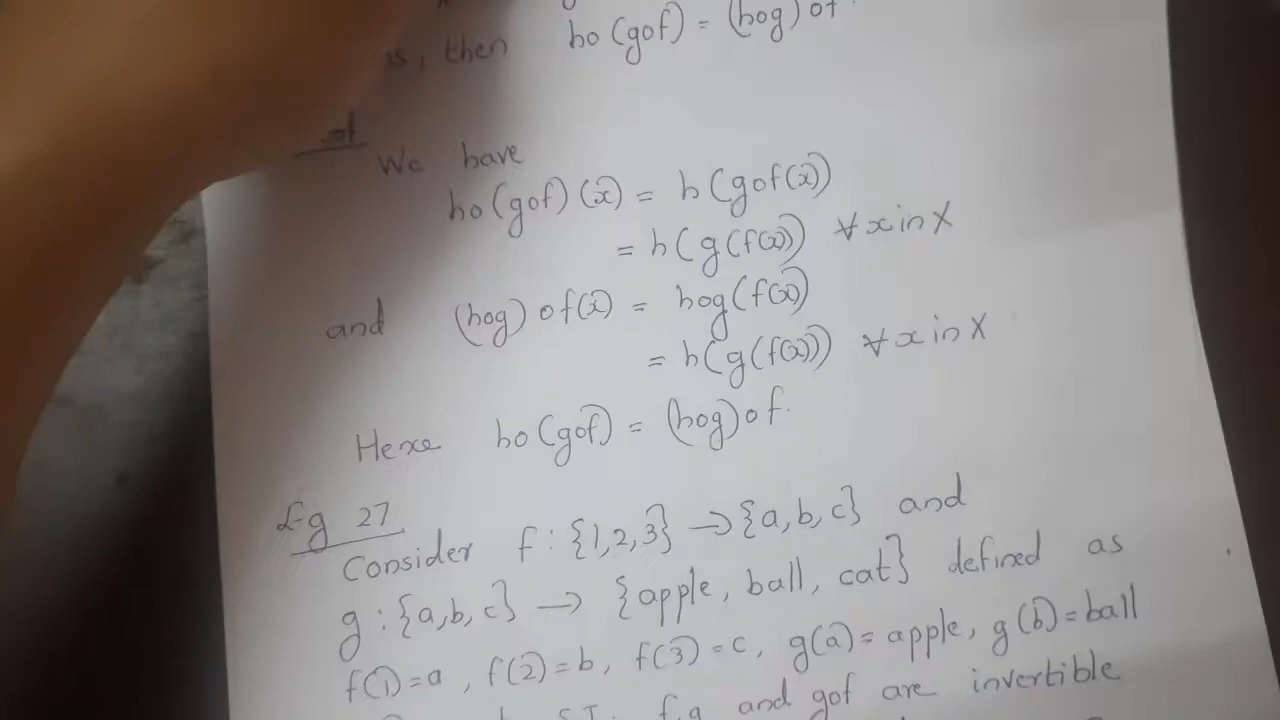 is, then ho(gof) = (hog) of
We have
ho(gof)(x) = h(gof(x))
= h(g(f(x)) ∀ x in X
and (hog) of(x) = hog(f(x))
= h(g(f(x))) ∀ x in X
Hence ho(gof) = (hog) of.
Eg 27
Consider f : {1,2,3} → {a,b,c} and
g : {a,b,c} → {apple, ball, cat} defined as
f(1)=a, f(2)=b, f(3)=c, g(a)=apple, g(b)=ball
S.T. f,g and gof are invertible